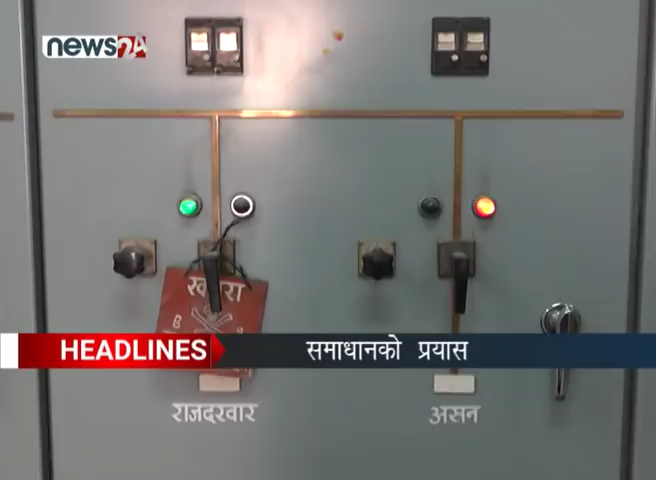 news24
खतरा
HEADLINES
समाधानको प्रयास
राजदरवार
असन